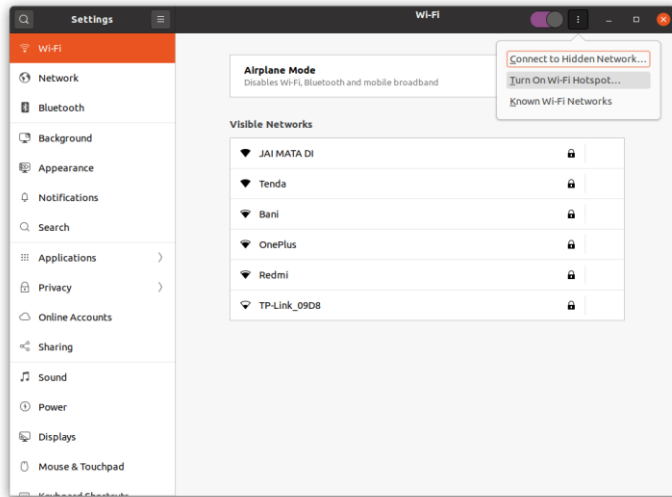 Settings
Wi-Fi
Wi-Fi
Network
Bluetooth
Background
Appearance
Notifications
Search
Applications
Privacy
Online Accounts
Sharing
Sound
Power
Displays
Mouse & Touchpad
Keyboard Shortcuts
Connect to Hidden Network...
Turn On Wi-Fi Hotspot...
Known Wi-Fi Networks
Airplane Mode
Disables Wi-Fi, Bluetooth and mobile broadband
Visible Networks
JAI MATA DI
Tenda
Bani
OnePlus
Redmi
TP-Link_09D8